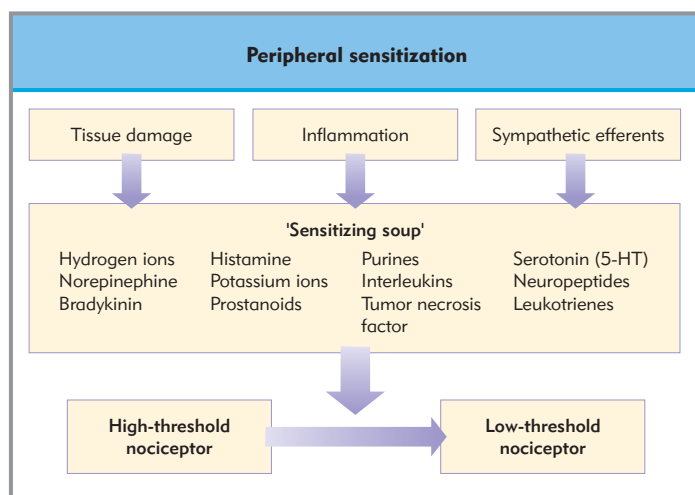 Peripheral sensitization
Tissue damage
Inflammation
Sympathetic efferents
'Sensitizing soup'
Hydrogen ions
Norepinephine
Bradykinin
Histamine
Potassium ions
Prostanoids
Purines
Interleukins
Tumor necrosis
factor
Serotonin (5-HT)
Neuropeptides
Leukotrienes
High-threshold
nociceptor
Low-threshold
nociceptor